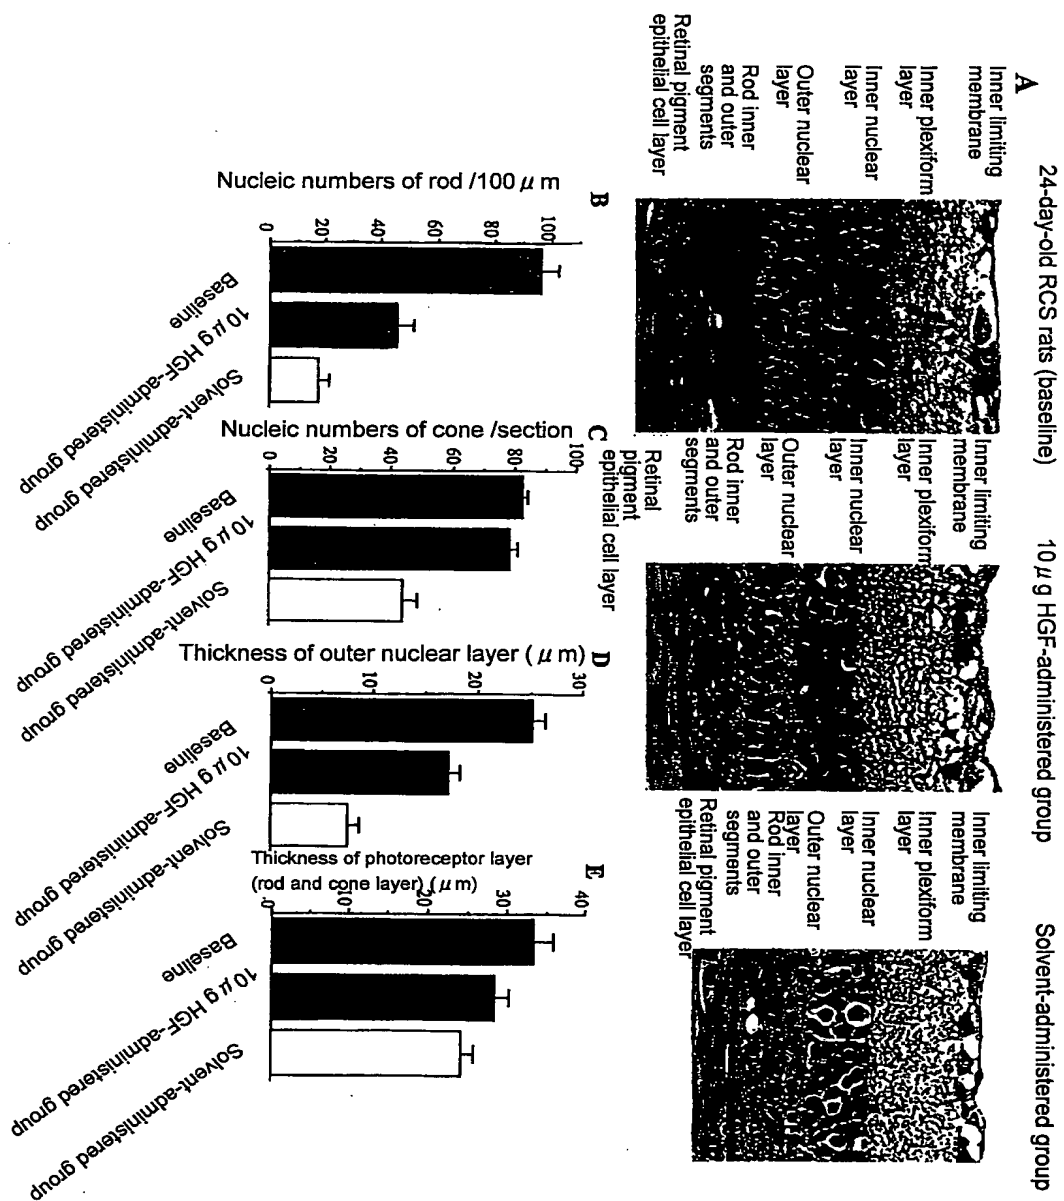 A
24-day-old RCS rats (baseline)
Inner limiting
membrane
Inner plexiform
layer
Inner nuclear
layer
Outer nuclear
layer
Rod inner
and outer
segments
Retinal pigment
epithelial cell layer
10 μg HGF-administered group
Inner limiting
membrane
Inner plexiform
layer
Inner nuclear
layer
Outer nuclear
layer
Rod inner
and outer
segments
Retinal
pigment
epithelial cell layer
Solvent-administered group
Inner limiting
membrane
Inner plexiform
layer
Inner nuclear
layer
Outer nuclear
layer
Rod inner
and outer
segments
Retinal pigment
epithelial cell layer
B
Nucleic numbers of rod /100 μm
100
80
60
40
20
0
Baseline
10 μg HGF-administered group
Solvent-administered group
C
Nucleic numbers of cone /section
100
80
60
40
20
0
Baseline
10 μg HGF-administered group
Solvent-administered group
D
Thickness of outer nuclear layer (μm)
30
20
10
0
Baseline
10 μg HGF-administered group
Solvent-administered group
E
Thickness of photoreceptor layer
(rod and cone layer) (μm)
40
30
20
10
0
Baseline
10 μg HGF-administered group
Solvent-administered group